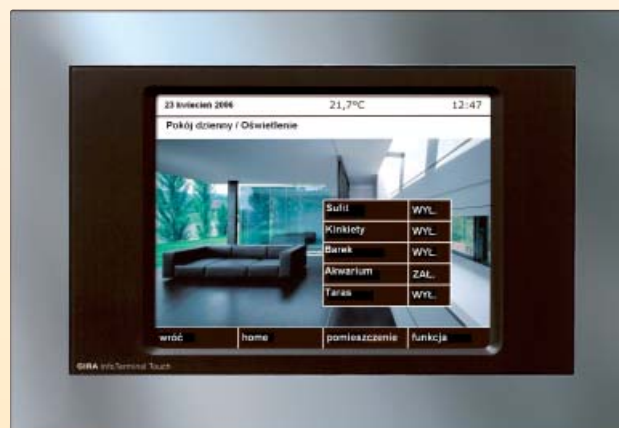 23 kwiecień 2006 21,7°C 12:47
Pokój dzienny / Oświetlenie
Sufit WYŁ.
Kinkiety WYŁ.
Barek WYŁ.
Akwarium ZAŁ.
Taras WYŁ.
wróć home pomieszczenie funkcja
GIRA InfoTerminal Touch